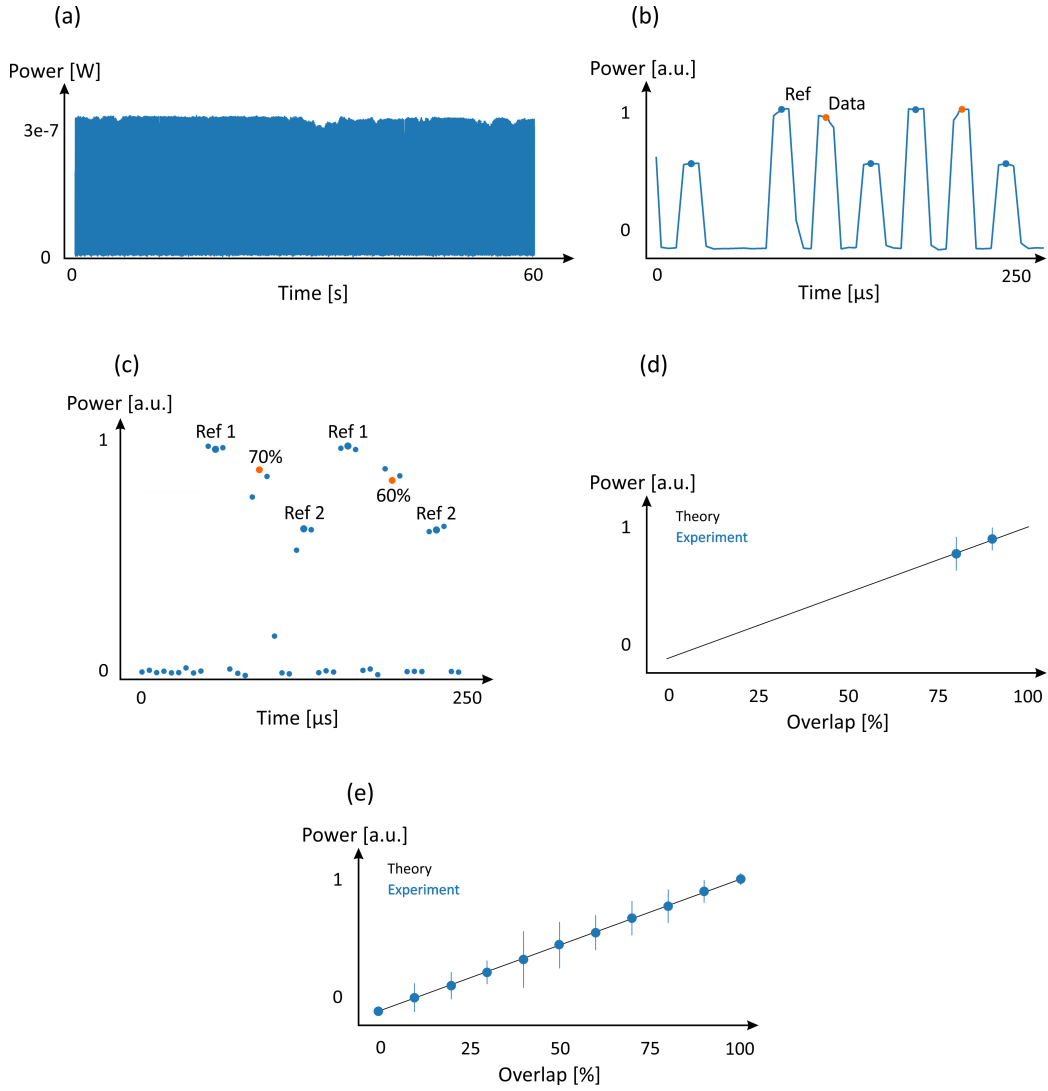 (a)
Power [W]
3e-7
0
0
60
Time [s]
(b)
Power [a.u.]
1
Ref
Data
0
0
250
Time [µs]
(c)
Power [a.u.]
1
Ref 1
Ref 1
70%
60%
Ref 2
Ref 2
0
0
250
Time [µs]
(d)
Power [a.u.]
1
Theory
Experiment
0
0
25
50
75
100
Overlap [%]
(e)
Power [a.u.]
1
Theory
Experiment
0
0
25
50
75
100
Overlap [%]